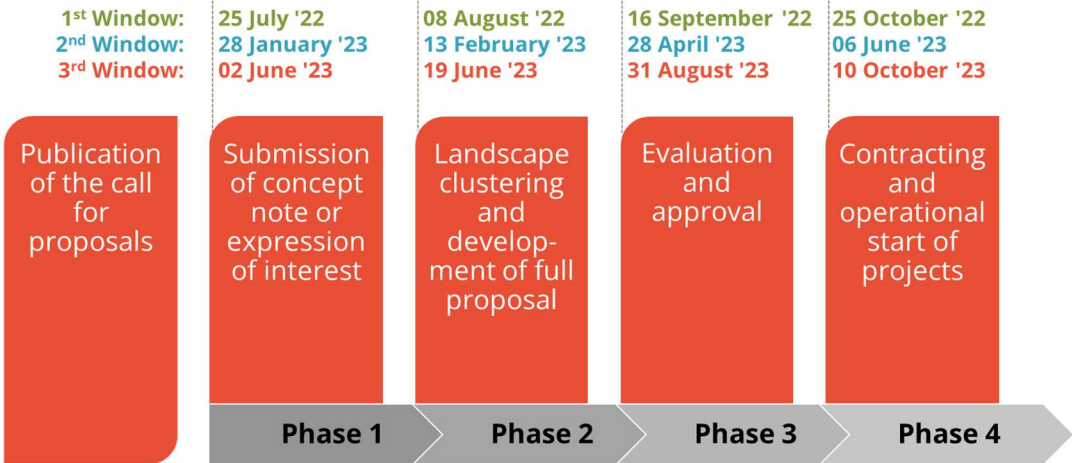 1st Window: 25 July '22 08 August '22 16 September '22 25 October '22
2nd Window: 28 January '23 13 February '23 28 April '23 06 June '23
3rd Window: 02 June '23 19 June '23 31 August '23 10 October '23
Publication
of the call
for
proposals
Submission
of concept
note or
expression
of interest
Landscape
clustering
and
develop-
ment of full
proposal
Evaluation
and
approval
Contracting
and
operational
start of
projects
Phase 1
Phase 2
Phase 3
Phase 4